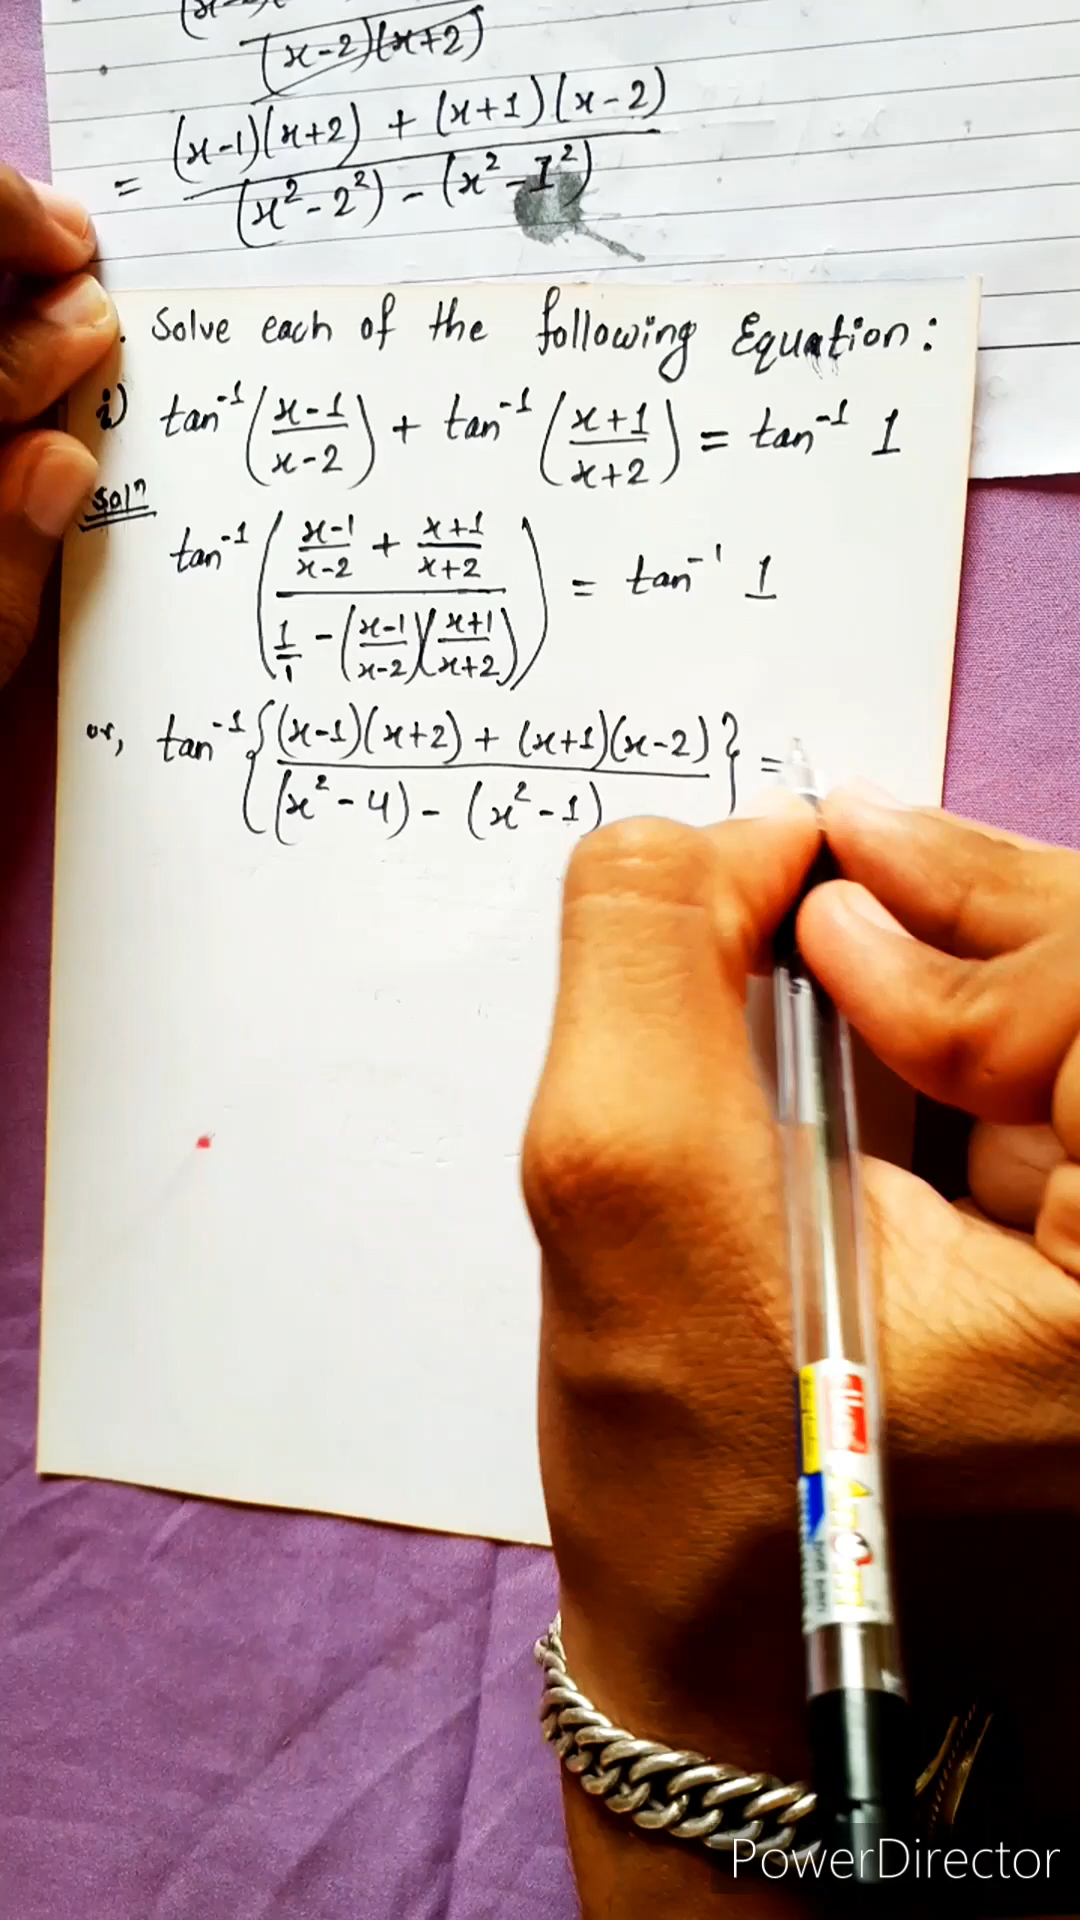 (x-2)(x+2)
= (x-1)(x+2) + (x+1)(x-2)
(x² - 2²) - (x² - 1²)
. Solve each of the following Equation:
i) tan⁻¹ (x-1/x-2) + tan⁻¹ (x+1/x+2) = tan⁻¹ 1
Solⁿ
tan⁻¹ ( (x-1/x-2 + x+1/x+2) / (1/1 - (x-1/x-2)(x+1/x+2)) ) = tan⁻¹ 1
or, tan⁻¹ { (x-1)(x+2) + (x+1)(x-2) / (x² - 4) - (x² - 1) } =
PowerDirector